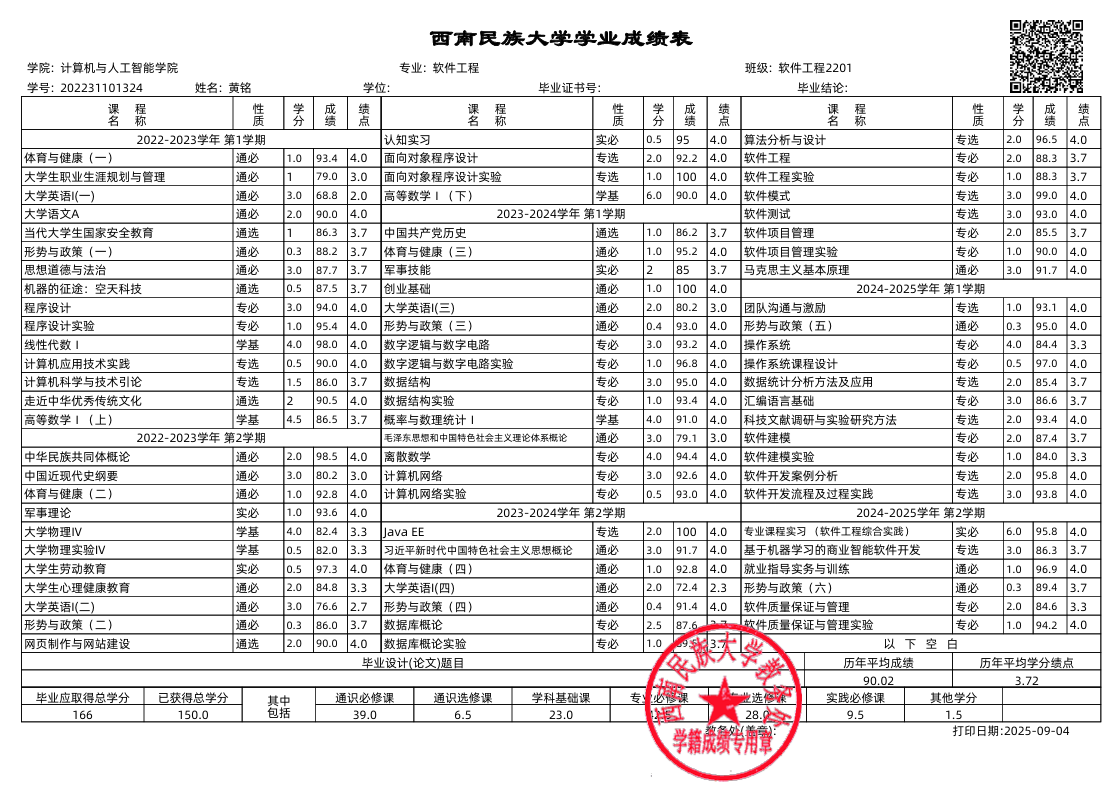 西南民族大学学业成绩表
学院: 计算机与人工智能学院 专业: 软件工程 班级: 软件工程2201
学号: 202231101324 姓名: 黄铭 学位: 毕业证书号: 毕业结论:
课程名称 性质 学分 成绩 绩点 课程名称 性质 学分 成绩 绩点 课程名称 性质 学分 成绩 绩点
2022-2023学年 第1学期
体育与健康（一） 通必 1.0 93.4 4.0
大学生职业生涯规划与管理 通必 1 79.0 3.0
大学英语I(一) 通必 3.0 68.8 2.0
大学语文A 通必 2.0 90.0 4.0
当代大学生国家安全教育 通选 1 86.3 3.7
形势与政策（一） 通必 0.3 88.2 3.7
思想道德与法治 通必 3.0 87.7 3.7
机器的征途：空天科技 通选 0.5 87.5 3.7
程序设计 专必 3.0 94.0 4.0
程序设计实验 专必 1.0 95.4 4.0
线性代数Ⅰ 学基 4.0 98.0 4.0
计算机应用技术实践 专选 0.5 90.0 4.0
计算机科学与技术引论 专选 1.5 86.0 3.7
走近中华优秀传统文化 通选 2 90.5 4.0
高等数学Ⅰ（上） 学基 4.5 86.5 3.7
2022-2023学年 第2学期
中华民族共同体概论 通必 2.0 98.5 4.0
中国近现代史纲要 通必 3.0 80.2 3.0
体育与健康（二） 通必 1.0 92.8 4.0
军事理论 实必 1.0 93.6 4.0
大学物理IV 学基 4.0 82.4 3.3
大学物理实验IV 学基 0.5 82.0 3.3
大学生劳动教育 实必 0.5 97.3 4.0
大学生心理健康教育 通必 2.0 84.8 3.3
大学英语I(二) 通必 3.0 76.6 2.7
形势与政策（二） 通必 0.3 86.0 3.7
网页制作与网站建设 通选 2.0 90.0 4.0
认知实习 实必 0.5 95 4.0
面向对象程序设计 专选 2.0 92.2 4.0
面向对象程序设计实验 专选 1.0 100 4.0
高等数学Ⅰ（下） 学基 6.0 90.0 4.0
2023-2024学年 第1学期
中国共产党历史 通选 1.0 86.2 3.7
体育与健康（三） 通必 1.0 95.2 4.0
军事技能 实必 2 85 3.7
创业基础 通必 1.0 100 4.0
大学英语I(三) 通必 2.0 80.2 3.0
形势与政策（三） 通必 0.4 93.0 4.0
数字逻辑与数字电路 专必 3.0 93.2 4.0
数字逻辑与数字电路实验 专必 1.0 96.8 4.0
数据结构 专必 3.0 95.0 4.0
数据结构实验 专必 1.0 93.4 4.0
概率与数理统计Ⅰ 学基 4.0 91.0 4.0
毛泽东思想和中国特色社会主义理论体系概论 通必 3.0 79.1 3.0
离散数学 专必 4.0 94.4 4.0
计算机网络 专必 3.0 92.6 4.0
计算机网络实验 专必 0.5 93.0 4.0
2023-2024学年 第2学期
Java EE 专选 2.0 100 4.0
习近平新时代中国特色社会主义思想概论 通必 3.0 91.7 4.0
体育与健康（四） 通必 1.0 92.8 4.0
大学英语I(四) 通必 2.0 72.4 2.3
形势与政策（四） 通必 0.4 91.4 4.0
数据库概论 专必 2.5 87.6 3.7
数据库概论实验 专必 1.0 3.7
算法分析与设计 专选 2.0 96.5 4.0
软件工程 专必 2.0 88.3 3.7
软件工程实验 专必 1.0 88.3 3.7
软件模式 专选 3.0 99.0 4.0
软件测试 专选 3.0 93.0 4.0
软件项目管理 专必 2.0 85.5 3.7
软件项目管理实验 专必 1.0 90.0 4.0
马克思主义基本原理 通必 3.0 91.7 4.0
2024-2025学年 第1学期
团队沟通与激励 专选 1.0 93.1 4.0
形势与政策（五） 通必 0.3 95.0 4.0
操作系统 专必 4.0 84.4 3.3
操作系统课程设计 专必 0.5 97.0 4.0
数据统计分析方法及应用 专选 2.0 85.4 3.7
汇编语言基础 专必 3.0 86.6 3.7
科技文献调研与实验研究方法 专选 2.0 93.4 4.0
软件建模 专必 2.0 87.4 3.7
软件建模实验 专必 1.0 84.0 3.3
软件开发案例分析 专选 2.0 95.8 4.0
软件开发流程及过程实践 专选 3.0 93.8 4.0
2024-2025学年 第2学期
专业课程实习 （软件工程综合实践） 实必 6.0 95.8 4.0
基于机器学习的商业智能软件开发 专选 3.0 86.3 3.7
就业指导实务与训练 通必 1.0 96.9 4.0
形势与政策（六） 通必 0.3 89.4 3.7
软件质量保证与管理 专必 2.0 84.6 3.3
软件质量保证与管理实验 专必 1.0 94.2 4.0
以 下 空 白
毕业设计(论文)题目 历年平均成绩 历年平均学分绩点
90.02 3.72
毕业应取得总学分 已获得总学分 其中包括 通识必修课 通识选修课 学科基础课 专业必修课 专业选修课 实践必修课 其他学分
166 150.0 39.0 6.5 23.0 28.0 9.5 1.5
教务处(盖章):
打印日期:2025-09-04
西南民族大学教务处
学籍成绩专用章